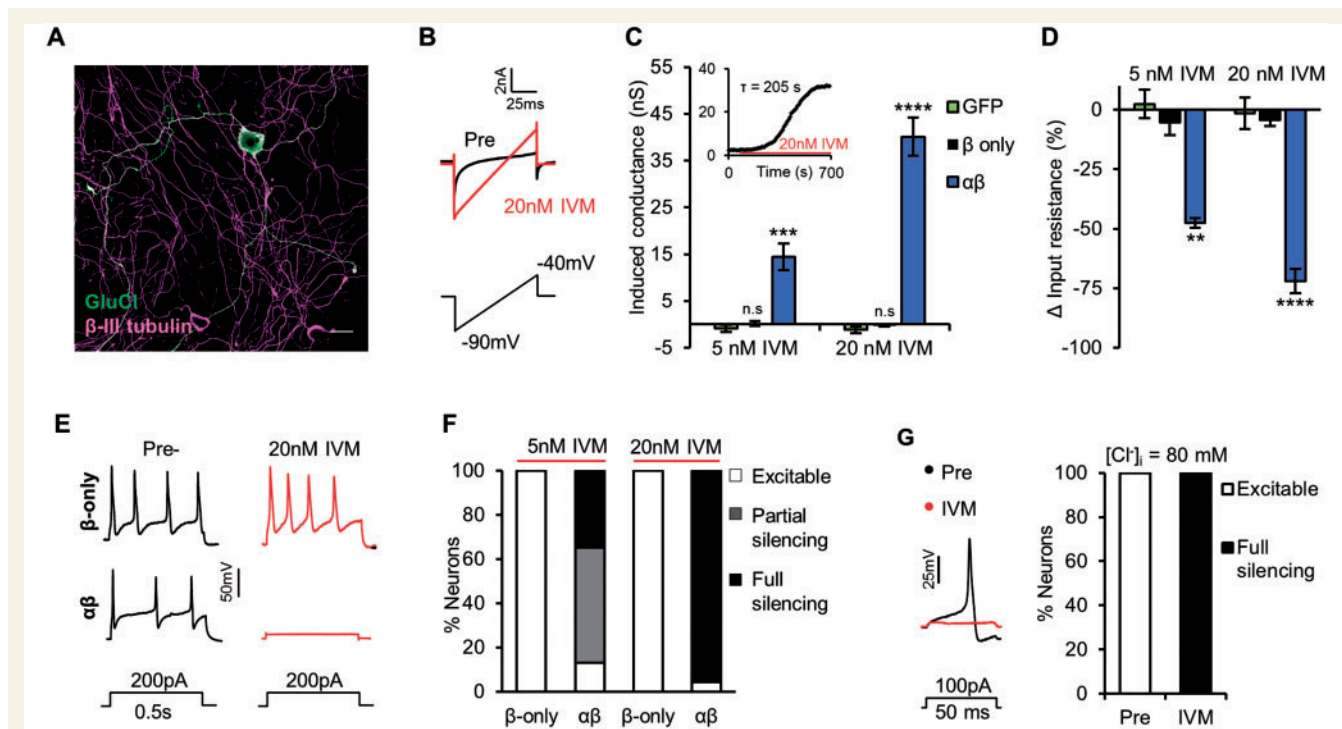 A
GluCl
β-III tubulin
B
2nA
25ms
Pre
20nM IVM
-40mV
-90mV
C
Induced conductance (nS)
55
45
35
25
15
5
-5
40
20
0
τ = 205 s
20nM IVM
0 Time (s) 700
****
***
n.s n.s
5 nM IVM 20 nM IVM
GFP
β only
αβ
D
5 nM IVM 20 nM IVM
Δ Input resistance (%)
0
-25
-50
-75
-100
**
****
E
Pre- 20nM IVM
β-only
αβ
50mV
200pA 200pA
0.5s
F
5nM IVM 20nM IVM
% Neurons
100
80
60
40
20
0
β-only αβ β-only αβ
Excitable
Partial
silencing
Full
silencing
G
Pre
IVM
25mV
100pA
50 ms
[Cl-]i = 80 mM
% Neurons
100
80
60
40
20
0
Pre IVM
Excitable
Full
silencing